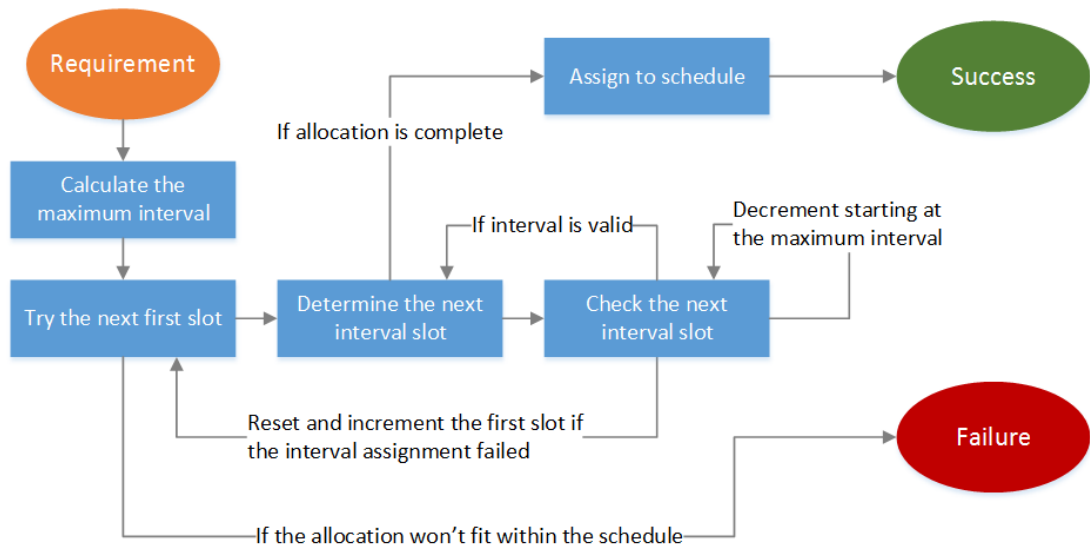 Requirement
Assign to schedule
Success
If allocation is complete
Calculate the
maximum interval
If interval is valid
Decrement starting at
the maximum interval
Try the next first slot
Determine the next
interval slot
Check the next
interval slot
Reset and increment the first slot if
the interval assignment failed
Failure
If the allocation won’t fit within the schedule